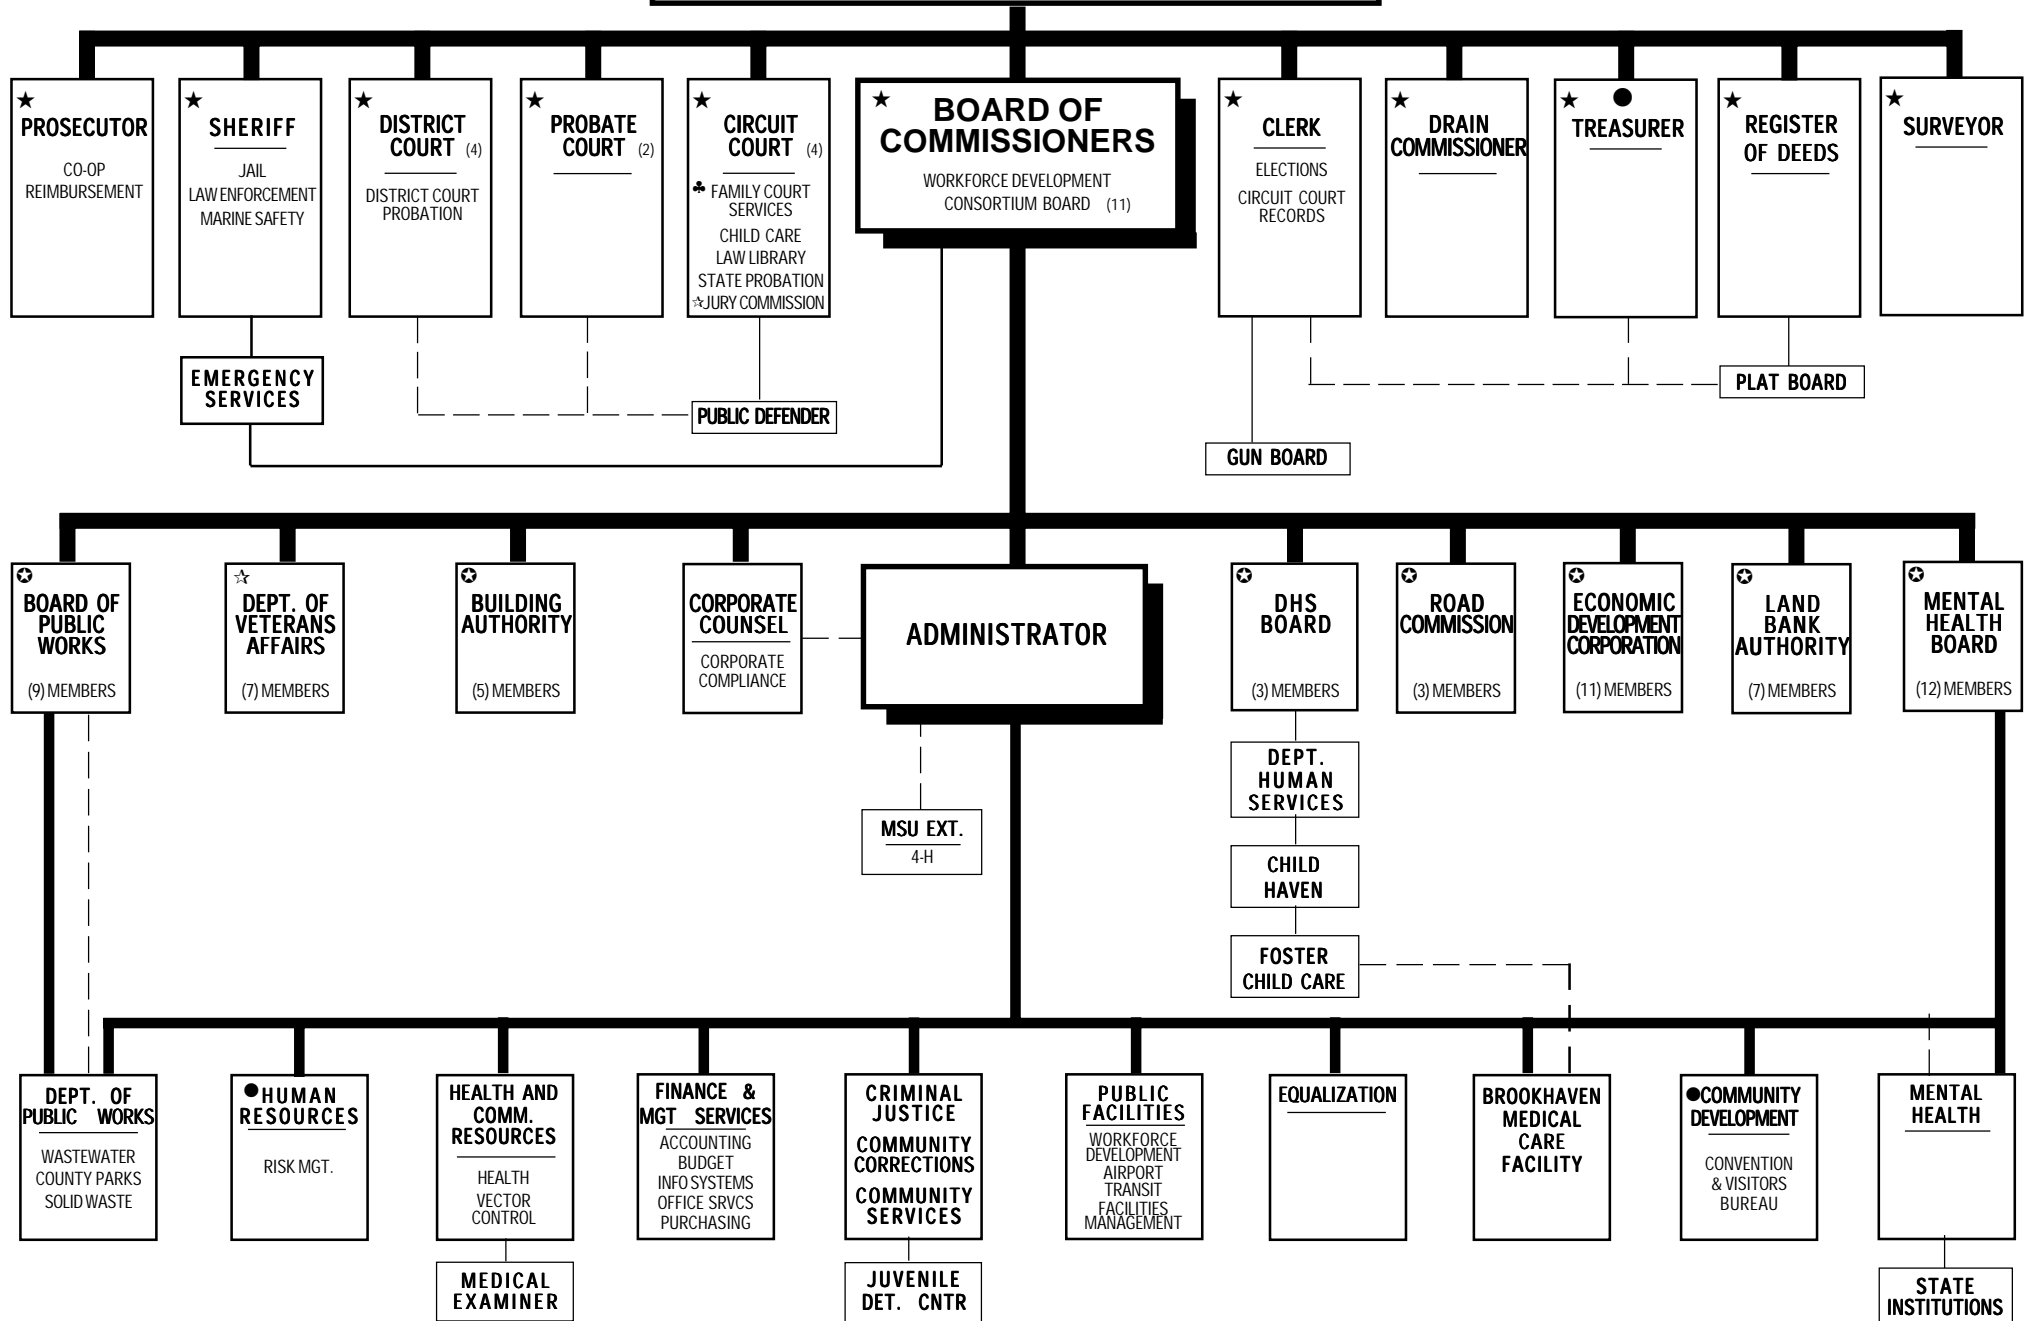 ★
PROSECUTOR
CO-OP
REIMBURSEMENT
★
SHERIFF
JAIL
LAW ENFORCEMENT
MARINE SAFETY
★
DISTRICT
COURT (4)
DISTRICT COURT
PROBATION
★
PROBATE
COURT (2)
★
CIRCUIT
COURT (4)
♣ FAMILY COURT
SERVICES
CHILD CARE
LAW LIBRARY
STATE PROBATION
☆JURY COMMISSION
★ BOARD OF
COMMISSIONERS
WORKFORCE DEVELOPMENT
CONSORTIUM BOARD (11)
★
CLERK
ELECTIONS
CIRCUIT COURT
RECORDS
★
DRAIN
COMMISSIONER
★ ●
TREASURER
★
REGISTER
OF DEEDS
★
SURVEYOR
EMERGENCY
SERVICES
PUBLIC DEFENDER
PLAT BOARD
GUN BOARD
✪
BOARD OF
PUBLIC
WORKS
(9) MEMBERS
☆
DEPT. OF
VETERANS
AFFAIRS
(7) MEMBERS
✪
BUILDING
AUTHORITY
(5) MEMBERS
CORPORATE
COUNSEL
CORPORATE
COMPLIANCE
ADMINISTRATOR
✪
DHS
BOARD
(3) MEMBERS
✪
ROAD
COMMISSION
(3) MEMBERS
✪
ECONOMIC
DEVELOPMENT
CORPORATION
(11) MEMBERS
✪
LAND
BANK
AUTHORITY
(7) MEMBERS
✪
MENTAL
HEALTH
BOARD
(12) MEMBERS
DEPT.
HUMAN
SERVICES
MSU EXT.
4-H
CHILD
HAVEN
FOSTER
CHILD CARE
DEPT. OF
PUBLIC WORKS
WASTEWATER
COUNTY PARKS
SOLID WASTE
●HUMAN
RESOURCES
RISK MGT.
HEALTH AND
COMM.
RESOURCES
HEALTH
VECTOR
CONTROL
FINANCE &
MGT SERVICES
ACCOUNTING
BUDGET
INFO SYSTEMS
OFFICE SRVCS
PURCHASING
CRIMINAL
JUSTICE
COMMUNITY
CORRECTIONS
COMMUNITY
SERVICES
PUBLIC
FACILITIES
WORKFORCE
DEVELOPMENT
AIRPORT
TRANSIT
FACILITIES
MANAGEMENT
EQUALIZATION
BROOKHAVEN
MEDICAL
CARE
FACILITY
●COMMUNITY
DEVELOPMENT
CONVENTION
& VISITORS
BUREAU
MENTAL
HEALTH
MEDICAL
EXAMINER
JUVENILE
DET. CNTR
STATE
INSTITUTIONS